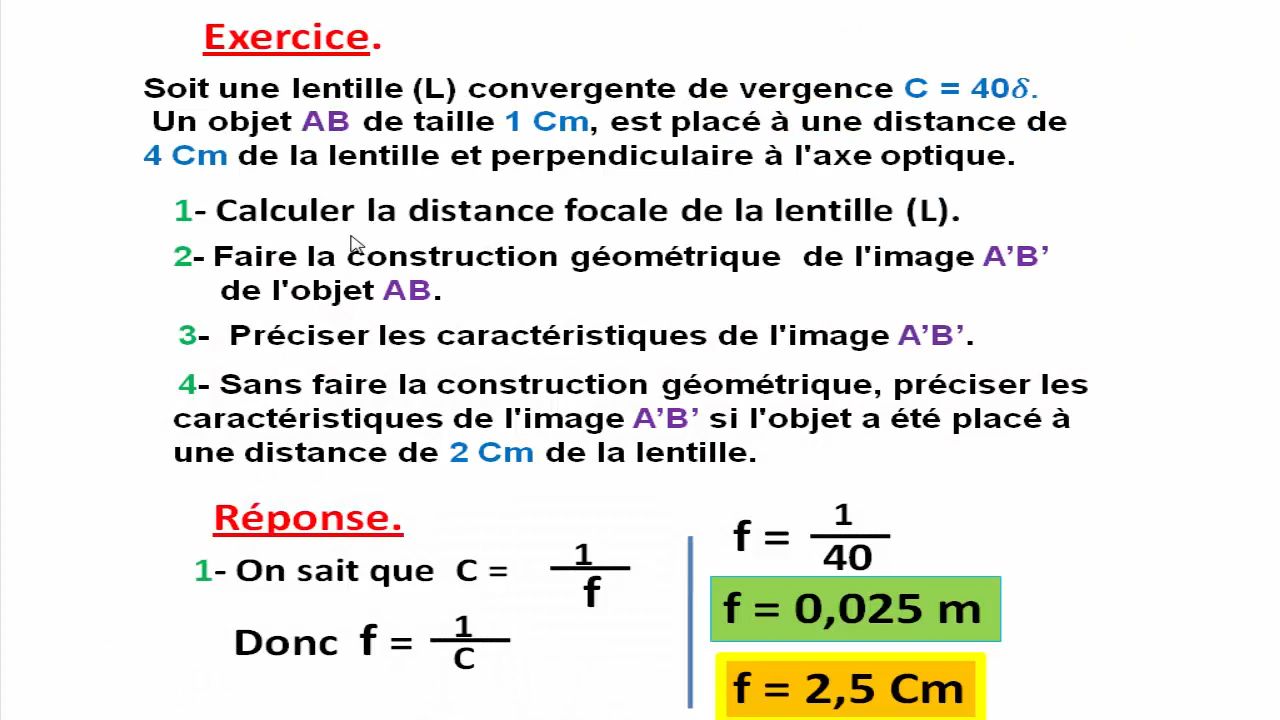 Exercice.
Soit une lentille (L) convergente de vergence C = 40δ.
Un objet AB de taille 1 Cm, est placé à une distance de
4 Cm de la lentille et perpendiculaire à l'axe optique.
1- Calculer la distance focale de la lentille (L).
2- Faire la construction géométrique de l'image A’B’
de l'objet AB.
3- Préciser les caractéristiques de l'image A’B’.
4- Sans faire la construction géométrique, préciser les
caractéristiques de l'image A’B’ si l'objet a été placé à
une distance de 2 Cm de la lentille.
Réponse.
1- On sait que C = 1/f
Donc f = 1/C
f = 1/40
f = 0,025 m
f = 2,5 Cm